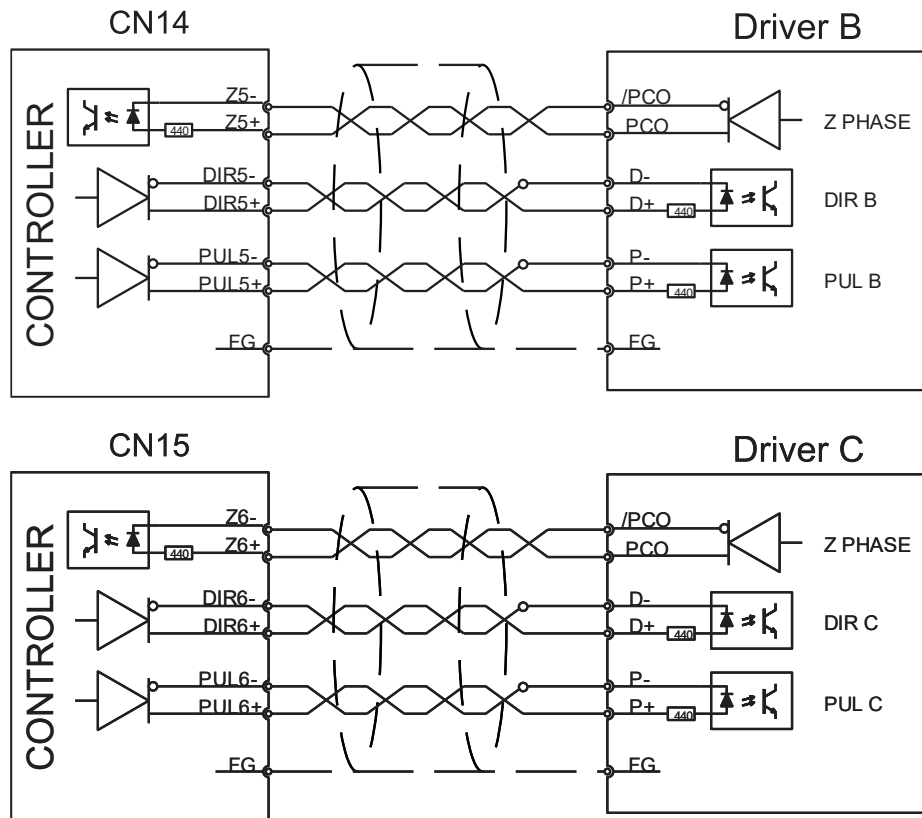 CN14
Driver B
CONTROLLER
Z5-
440
Z5+
DIR5-
DIR5+
PUL5-
PUL5+
FG
/PCO
PCO
Z PHASE
D-
D+
440
DIR B
P-
P+
440
PUL B
FG
CN15
Driver C
CONTROLLER
Z6-
440
Z6+
DIR6-
DIR6+
PUL6-
PUL6+
FG
/PCO
PCO
Z PHASE
D-
D+
440
DIR C
P-
P+
440
PUL C
FG